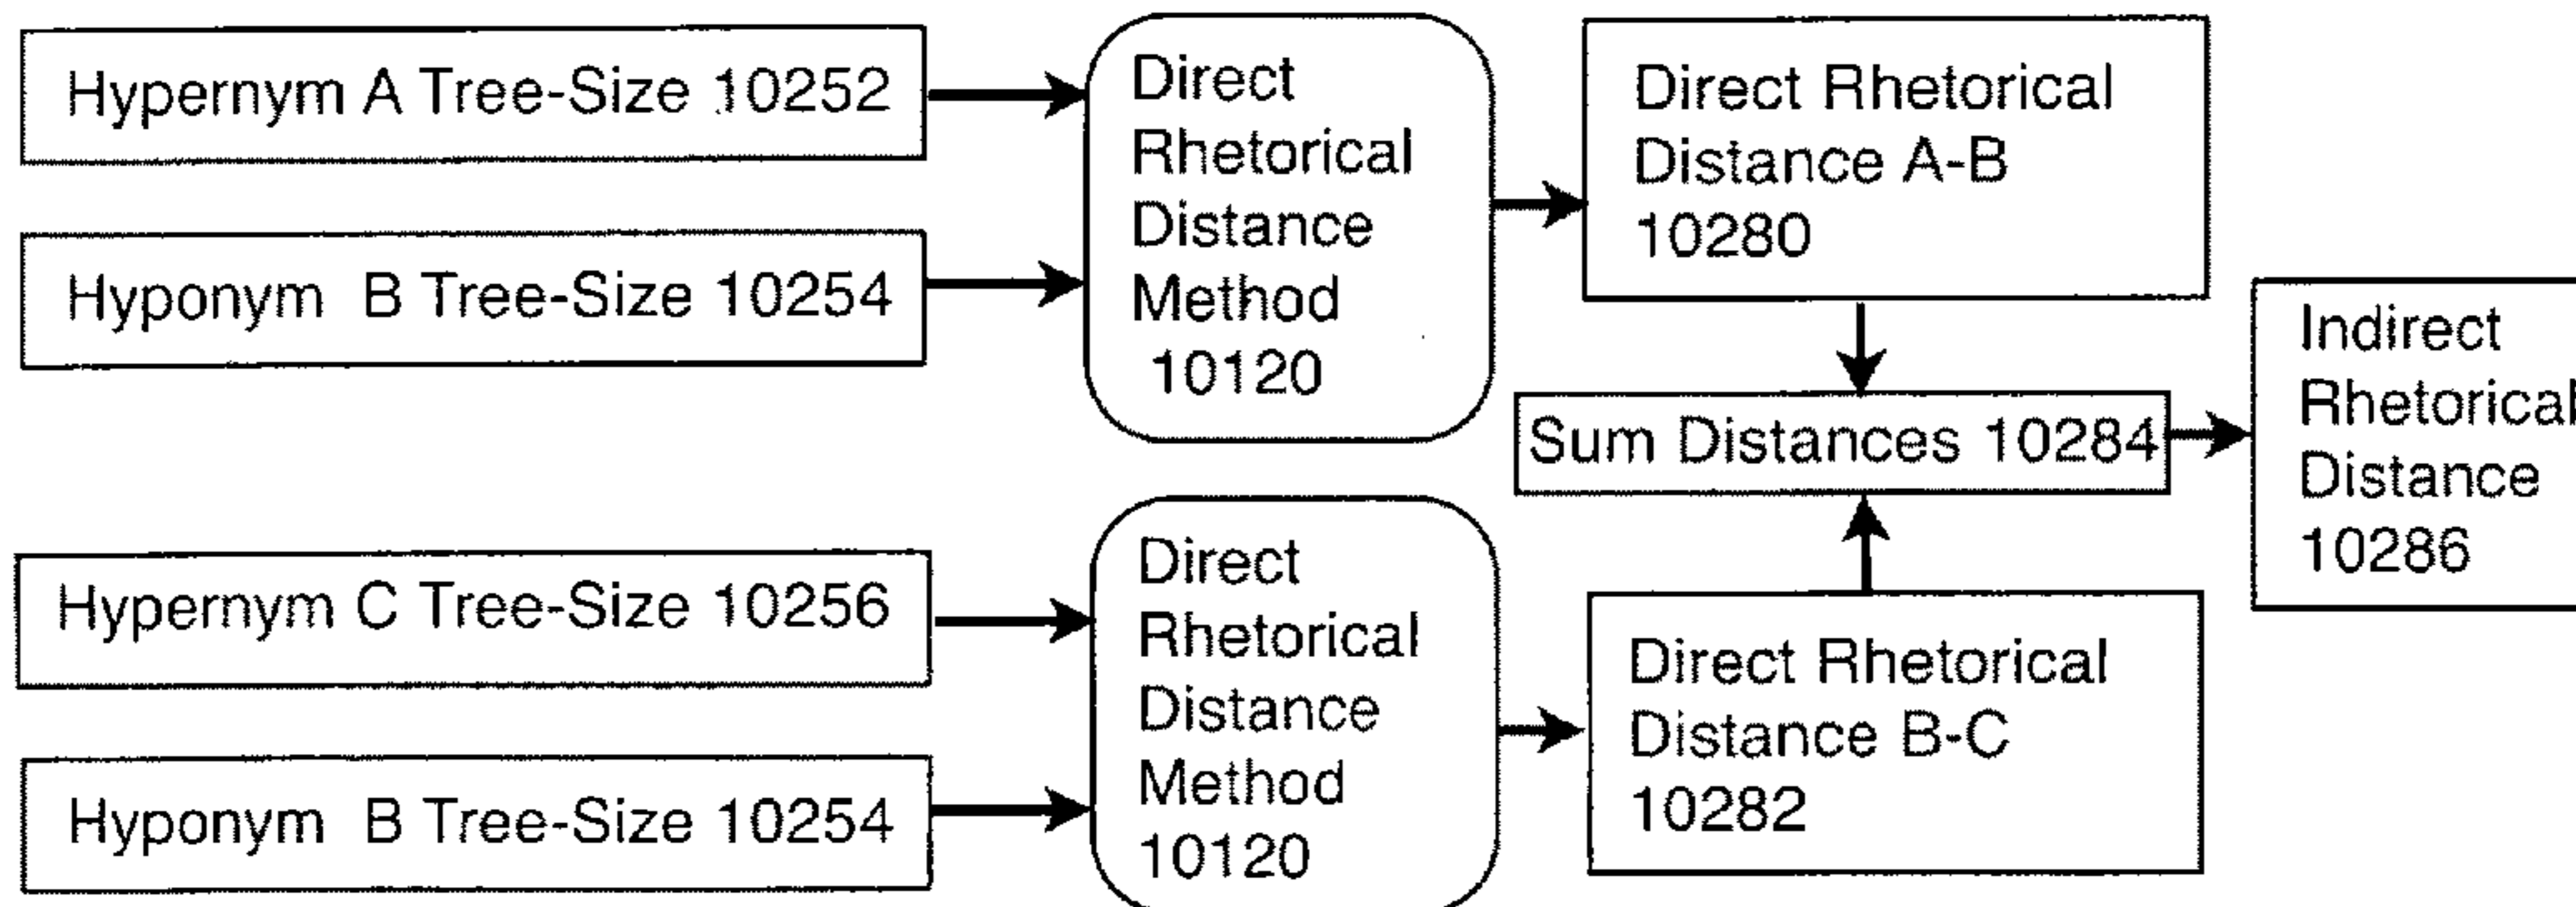 Hypernym A Tree-Size 10252
Hyponym B Tree-Size 10254
Direct
Rhetorical
Distance
Method
10120
Direct Rhetorical
Distance A-B
10280
Sum Distances 10284
Indirect
Rhetorical
Distance
10286
Hypernym C Tree-Size 10256
Hyponym B Tree-Size 10254
Direct
Rhetorical
Distance
Method
10120
Direct Rhetorical
Distance B-C
10282